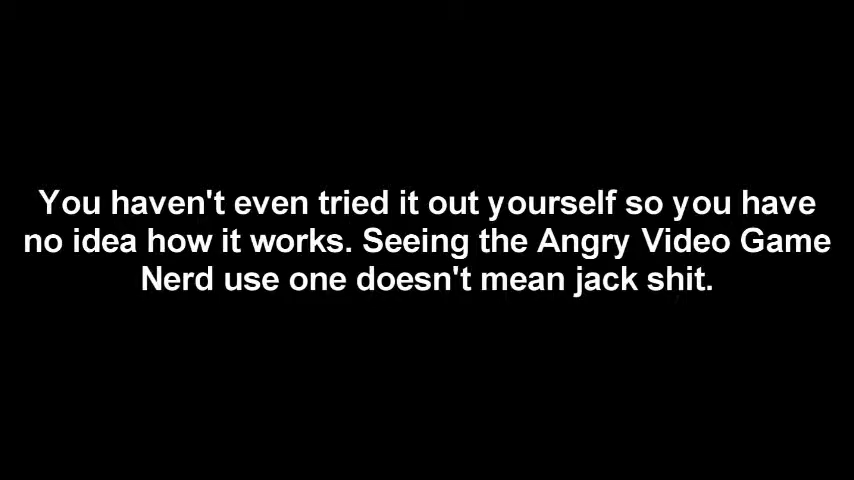 You haven't even tried it out yourself so you have
no idea how it works. Seeing the Angry Video Game
Nerd use one doesn't mean jack shit.